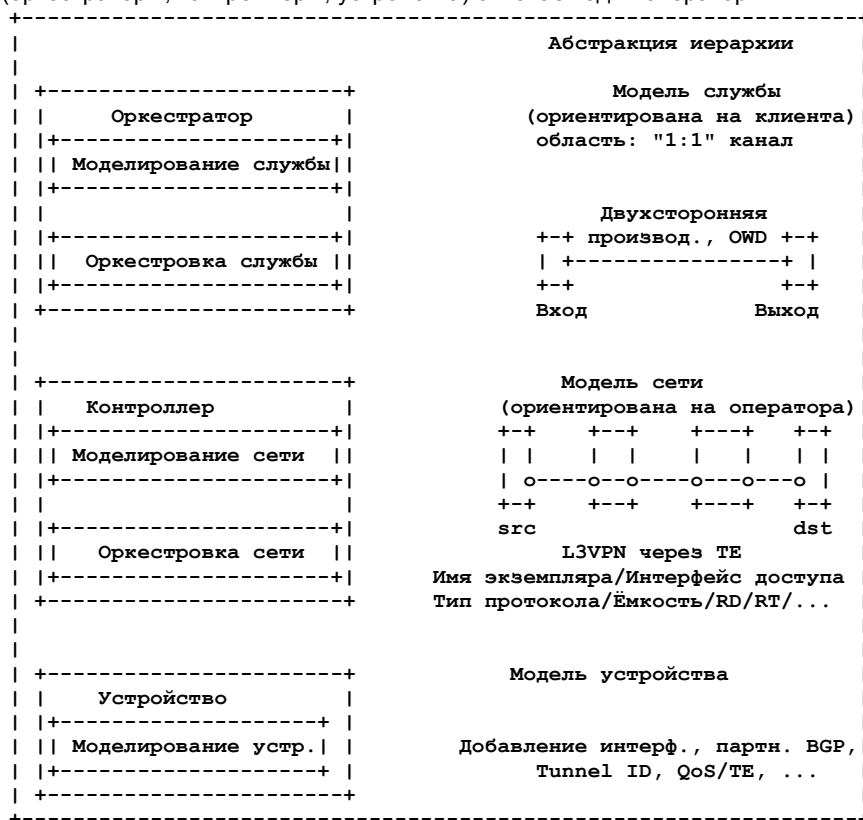 +-----------------------------------------------------------------+
|                                         Абстракция иерархии
|
| +-----------------------+                    Модель службы
| |     Оркестратор       |             (ориентирована на клиента)
| |+---------------------+|              область: "1:1" канал
| || Моделирование службы||
| |+---------------------+|
| |                       |                   Двухсторонняя
| |+---------------------+|              +-+ производ., OWD +-+
| ||  Оркестровка службы ||              | +----------------+ |
| |+---------------------+|              +-+                +-+
| +-----------------------+              Вход             Выход
|
|
| +-----------------------+                Модель сети
| |   Контроллер          |           (ориентирована на оператора)
| |+---------------------+|           +-+    +--+    +---+   +-+
| || Моделирование сети  ||           | |    |  |    |   |   | |
| |+---------------------+|           | o----o--o----o---o---o |
| |                       |           +-+    +--+    +---+   +-+
| |+---------------------+|           src                    dst
| ||   Оркестровка сети  ||                L3VPN через TE
| |+---------------------+|      Имя экземпляра/Интерфейс доступа
| +-----------------------+      Тип протокола/Ёмкость/RD/RT/...
|
|
| +-----------------------+            Модель устройства
| |    Устройство         |
| |+--------------------+ |
| || Моделирование устр.| |        Добавление интерф., партн. BGP,
| |+--------------------+ |              Tunnel ID, QoS/TE, ...
| +-----------------------+
+-----------------------------------------------------------------+